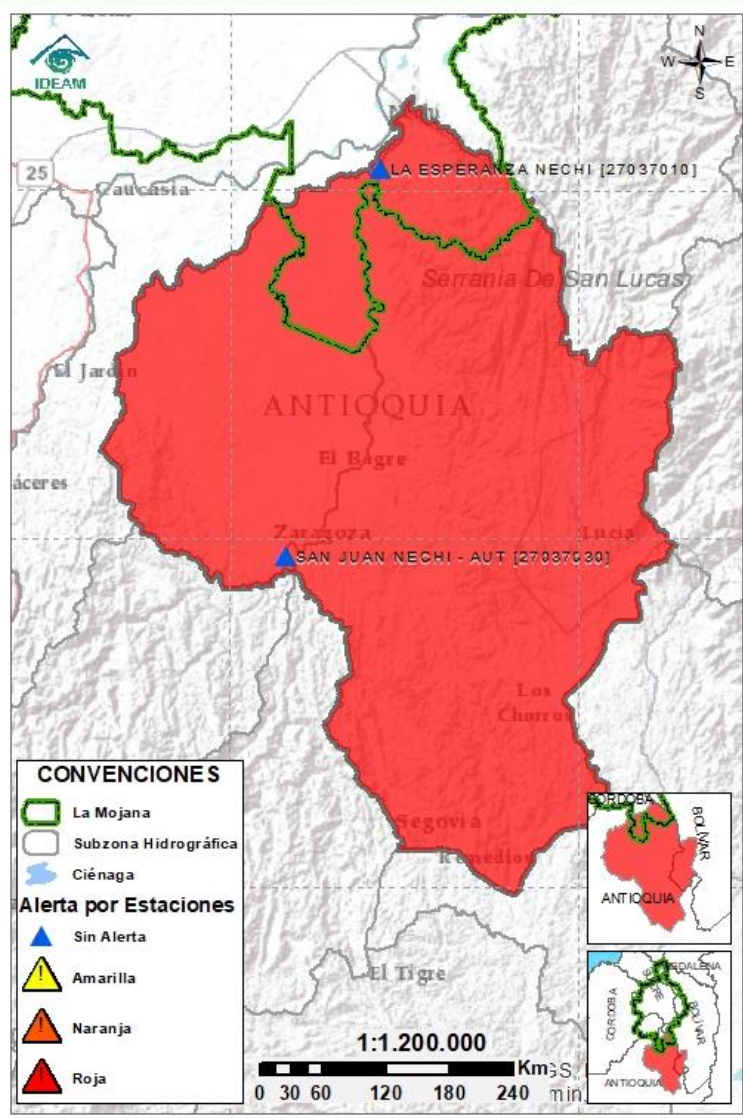 IDEAM
N
W
E
S
25
Caucasia
LA ESPERANZA NECHI [27037010]
Serrania De San Lucas
El Jardin
ANTIOQUIA
El Bagre
áceres
Zaragoza
Lucia
SAN JUAN NECHI - AUT [27037030]
Los
Chorros
Segovia
Remedios
El Tigre
CONVENCIONES
La Mojana
Subzona Hidrográfica
Ciénaga
Alerta por Estaciones
Sin Alerta
Amarilla
Naranja
Roja
1:1.200.000
Km
0 30 60 120 180 240
min
CORDOBA
BOLÍVAR
ANTIOQUIA
CORDOBA
BOLÍVAR
ANTIOQUIA